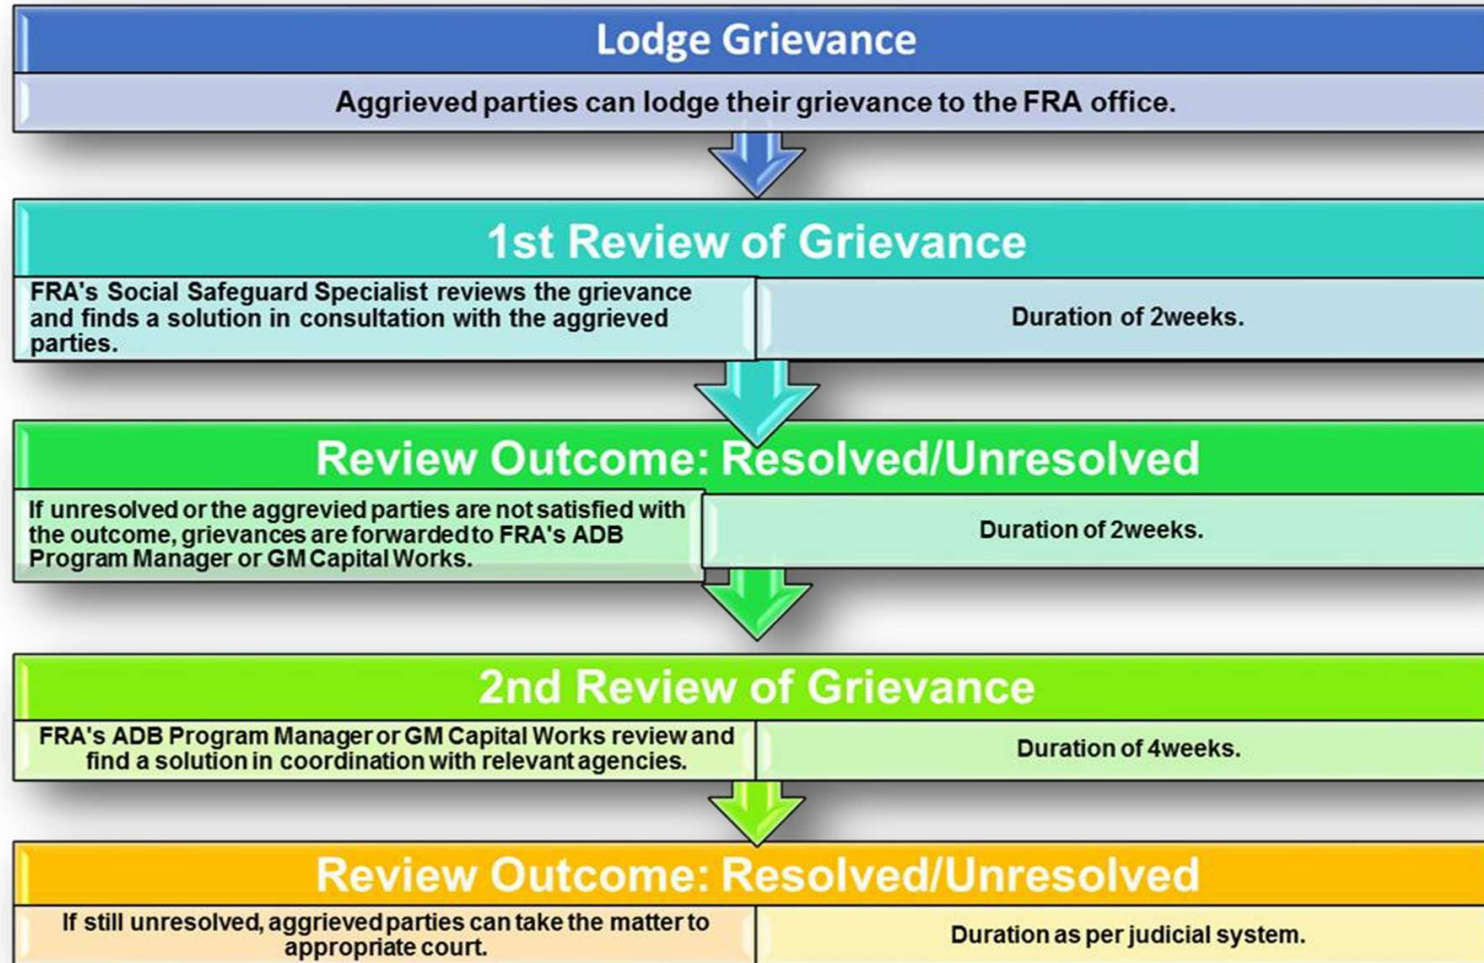 Lodge Grievance
Aggrieved parties can lodge their grievance to the FRA office.
1st Review of Grievance
FRA's Social Safeguard Specialist reviews the grievance
and finds a solution in consultation with the aggrieved
parties.
Duration of 2weeks.
Review Outcome: Resolved/Unresolved
If unresolved or the aggrevied parties are not satisfied with
the outcome, grievances are forwarded to FRA's ADB
Program Manager or GM Capital Works.
Duration of 2weeks.
2nd Review of Grievance
FRA's ADB Program Manager or GM Capital Works review and
find a solution in coordination with relevant agencies.
Duration of 4weeks.
Review Outcome: Resolved/Unresolved
If still unresolved, aggrieved parties can take the matter to
appropriate court.
Duration as per judicial system.